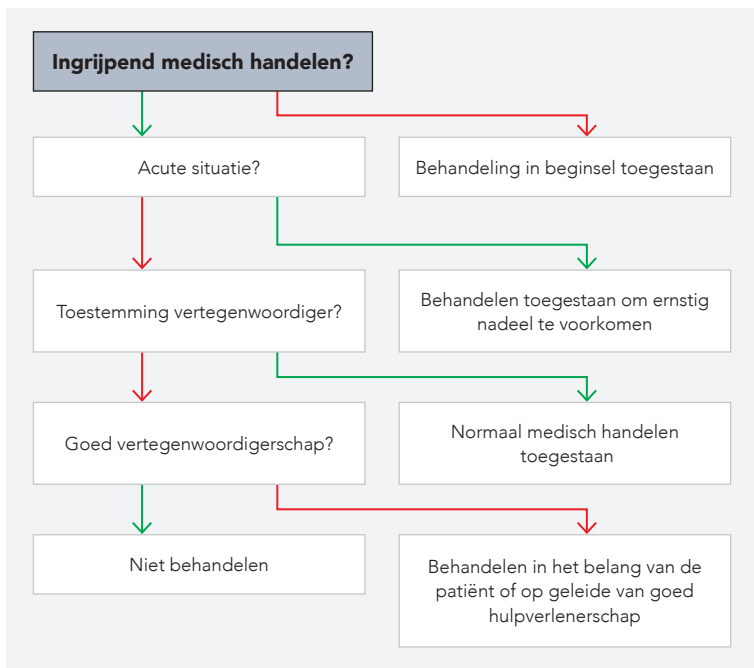 Ingrijpend medisch handelen?
Acute situatie?
Behandeling in beginsel toegestaan
Toestemming vertegenwoordiger?
Behandelen toegestaan om ernstig
nadeel te voorkomen
Goed vertegenwoordigerschap?
Normaal medisch handelen
toegestaan
Niet behandelen
Behandelen in het belang van de
patiënt of op geleide van goed
hulpverlenerschap